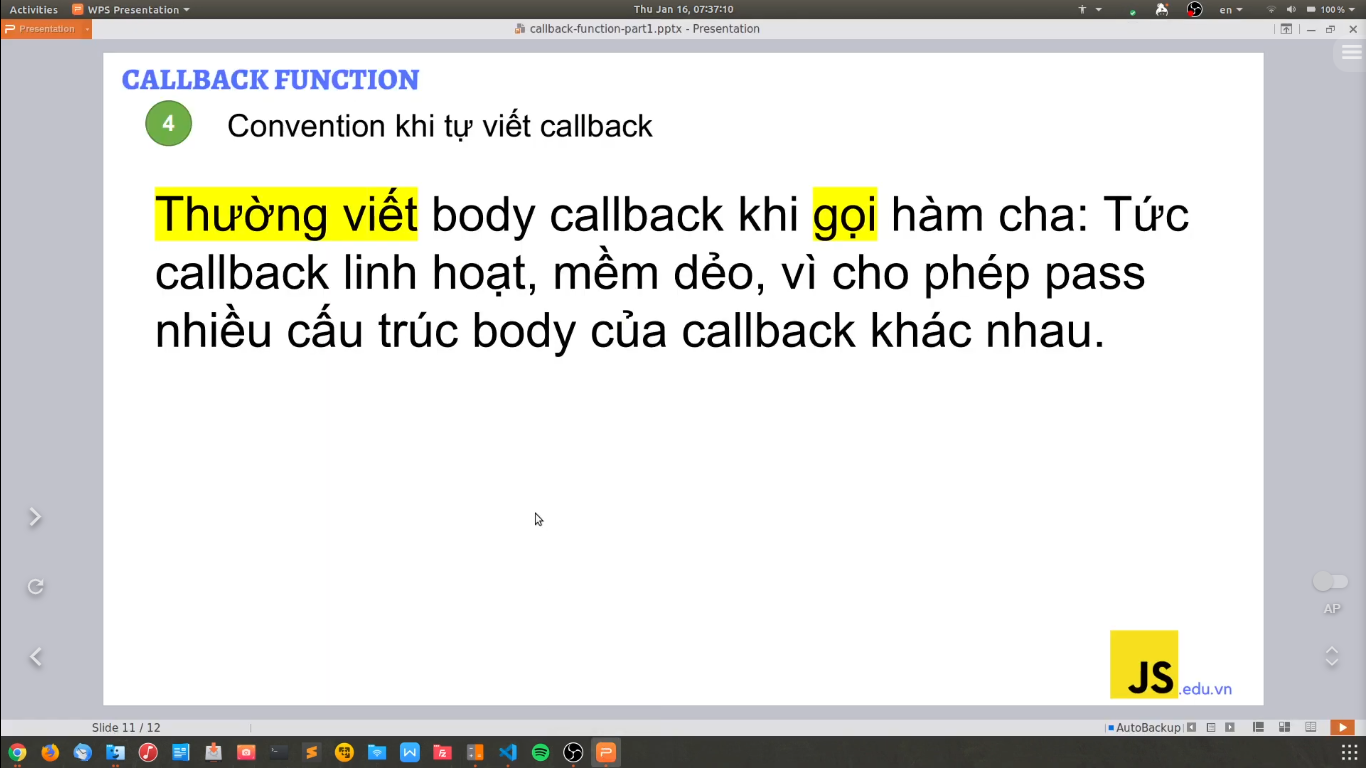 Activities WPS Presentation Thu Jan 16, 07:37:10 en 100%
Presentation callback-function-part1.pptx - Presentation
CALLBACK FUNCTION
4 Convention khi tự viết callback
Thường viết body callback khi gọi hàm cha: Tức
callback linh hoạt, mềm dẻo, vì cho phép pass
nhiều cấu trúc body của callback khác nhau.
AP
JS.edu.vn
Slide 11 / 12 AutoBackup